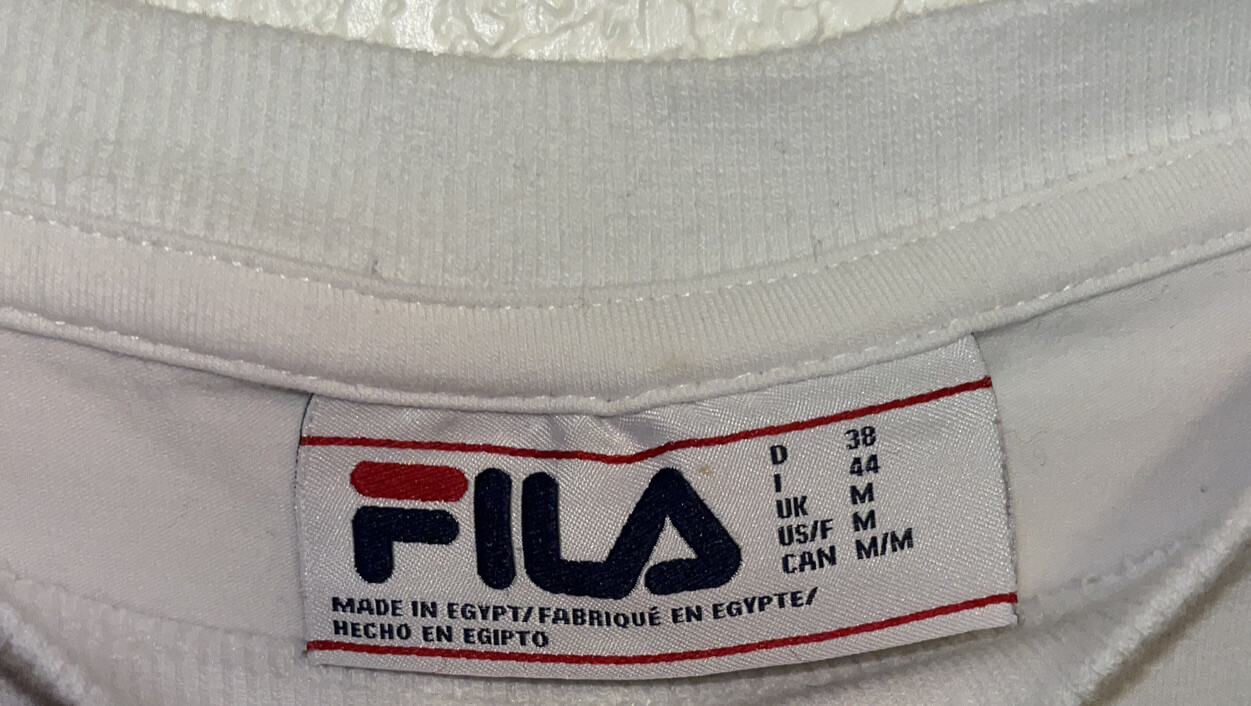 FILA
D 38
I 44
UK M
US/F M
CAN M/M
MADE IN EGYPT/FABRIQUÉ EN EGYPTE/
HECHO EN EGIPTO